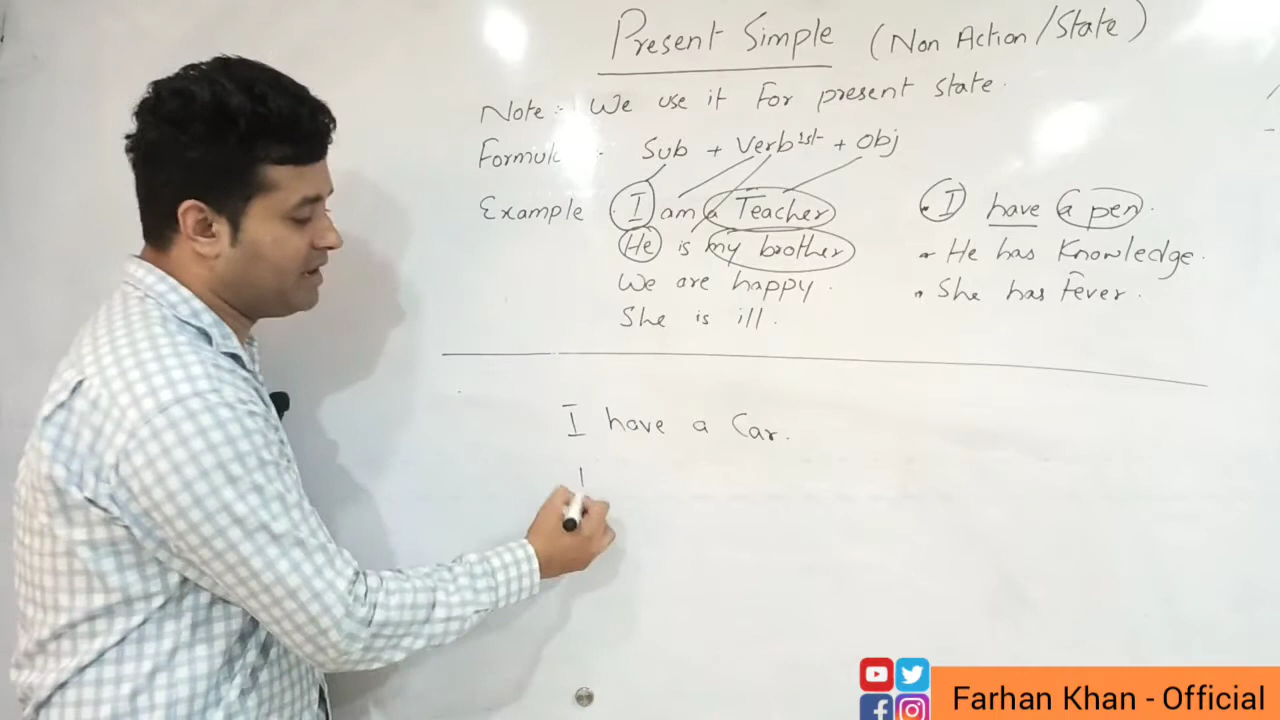 Present Simple (Non Action/State)
Note:- We use it For present state.
Formul :- Sub + Verb 1st + Obj
Example I am a Teacher
He is my brother
We are happy.
She is ill.
I have a pen.
He has Knowledge.
She has Fever.
I have a Car.
Farhan Khan - Official